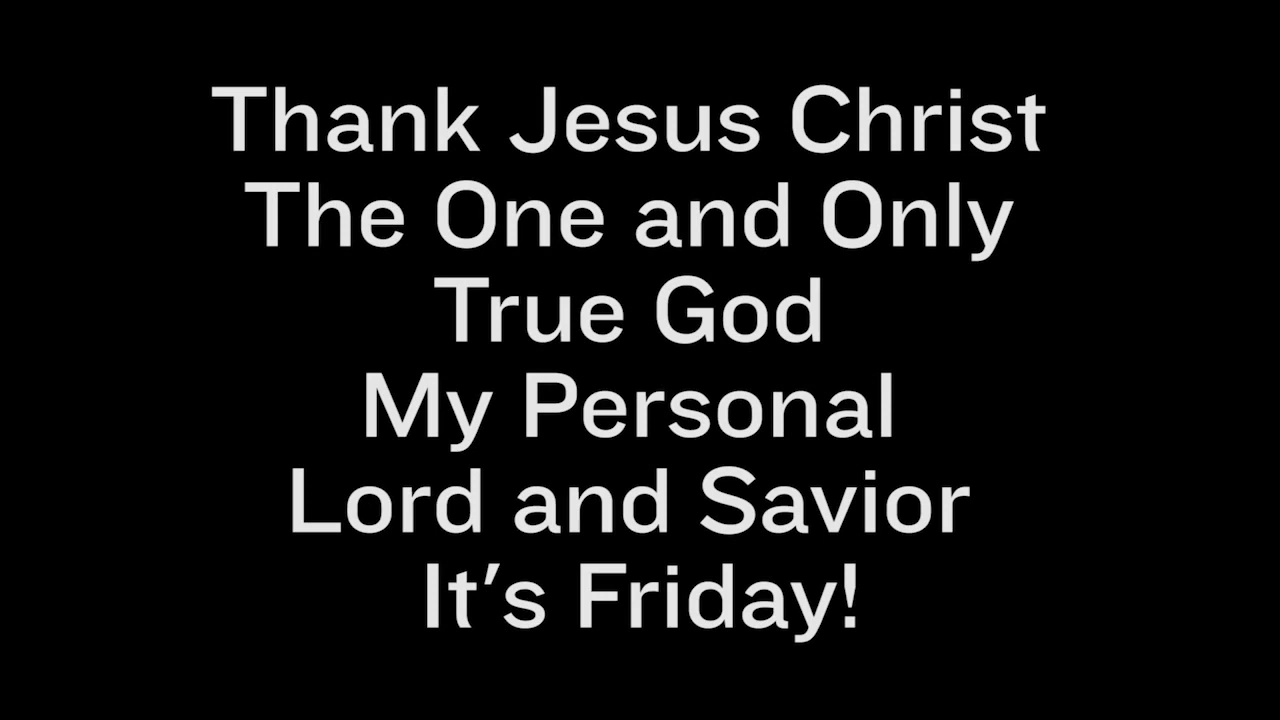 Thank Jesus Christ
The One and Only
True God
My Personal
Lord and Savior
It’s Friday!